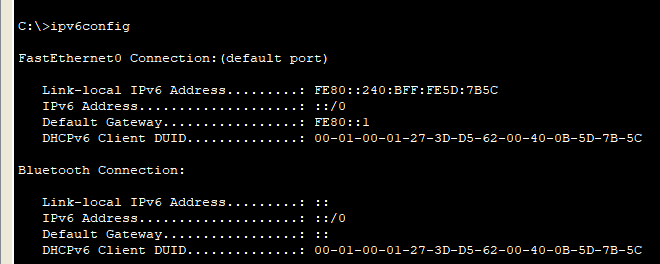 C:\>ipv6config
FastEthernet0 Connection:(default port)
Link-local IPv6 Address.........: FE80::240:BFF:FE5D:7B5C
IPv6 Address....................: ::/0
Default Gateway.................: FE80::1
DHCPv6 Client DUID..............: 00-01-00-01-27-3D-D5-62-00-40-0B-5D-7B-5C
Bluetooth Connection:
Link-local IPv6 Address.........: ::
IPv6 Address....................: ::/0
Default Gateway.................: ::
DHCPv6 Client DUID..............: 00-01-00-01-27-3D-D5-62-00-40-0B-5D-7B-5C